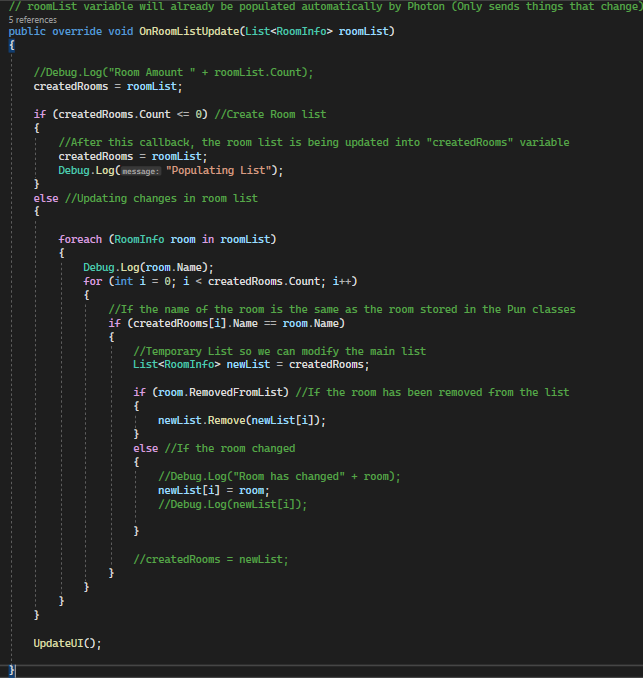 // roomList variable will already be populated automatically by Photon (Only sends things that change)
5 references
public override void OnRoomListUpdate(List<RoomInfo> roomList)
{
//Debug.Log("Room Amount " + roomList.Count);
createdRooms = roomList;
if (createdRooms.Count <= 0) //Create Room list
{
//After this callback, the room list is being updated into "createdRooms" variable
createdRooms = roomList;
Debug.Log(message: "Populating List");
}
else //Updating changes in room list
{
foreach (RoomInfo room in roomList)
{
Debug.Log(room.Name);
for (int i = 0; i < createdRooms.Count; i++)
{
//If the name of the room is the same as the room stored in the Pun classes
if (createdRooms[i].Name == room.Name)
{
//Temporary List so we can modify the main list
List<RoomInfo> newList = createdRooms;
if (room.RemovedFromList) //If the room has been removed from the list
{
newList.Remove(newList[i]);
}
else //If the room changed
{
//Debug.Log("Room has changed" + room);
newList[i] = room;
//Debug.Log(newList[i]);
}
//createdRooms = newList;
}
}
}
}
UpdateUI();
}